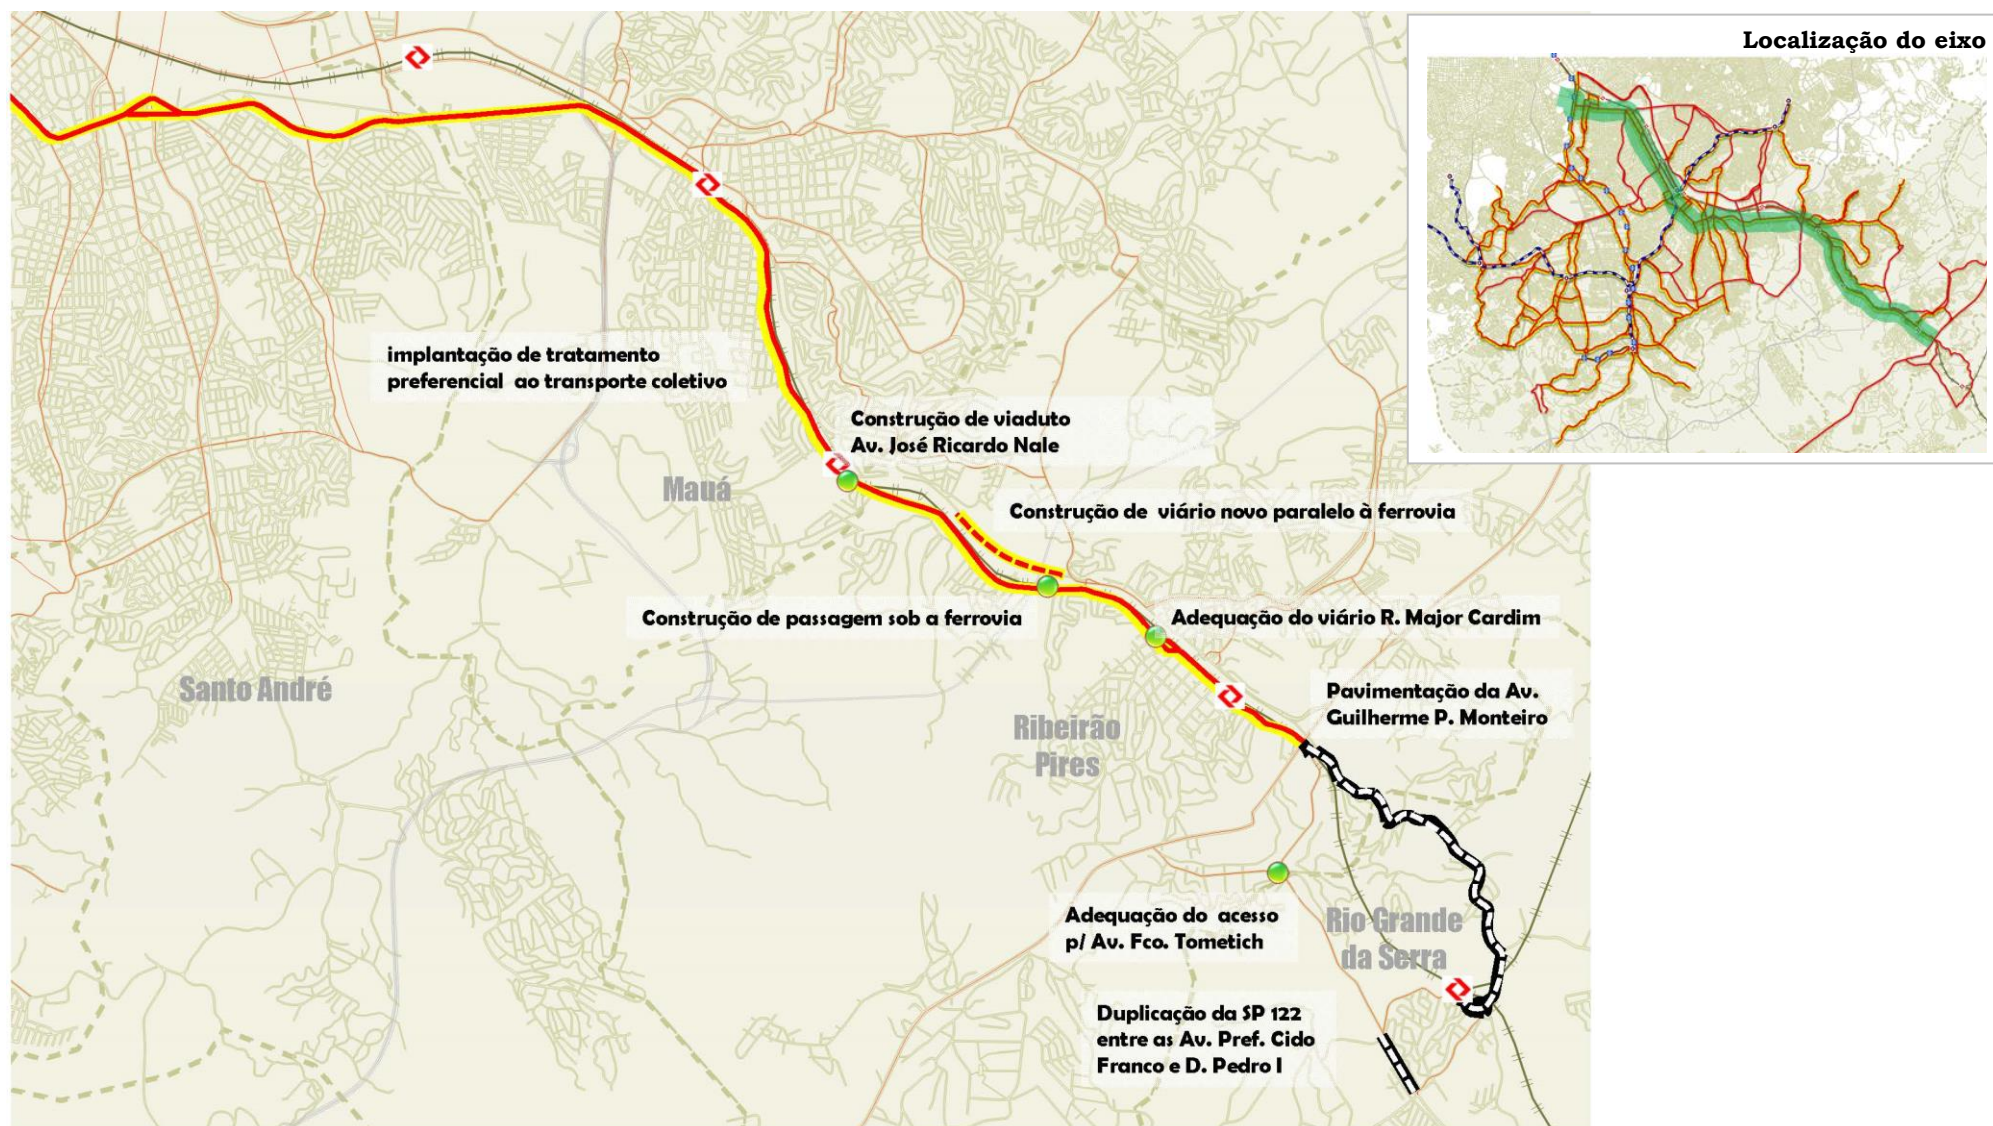 Localização do eixo
implantação de tratamento
preferencial ao transporte coletivo
Construção de viaduto
Av. José Ricardo Nale
Mauá
Construção de viário novo paralelo à ferrovia
Construção de passagem sob a ferrovia
Adequação do viário R. Major Cardim
Santo André
Pavimentação da Av.
Guilherme P. Monteiro
Ribeirão
Pires
Adequação do acesso
p/ Av. Fco. Tometich
Rio Grande
da Serra
Duplicação da SP 122
entre as Av. Pref. Cido
Franco e D. Pedro I